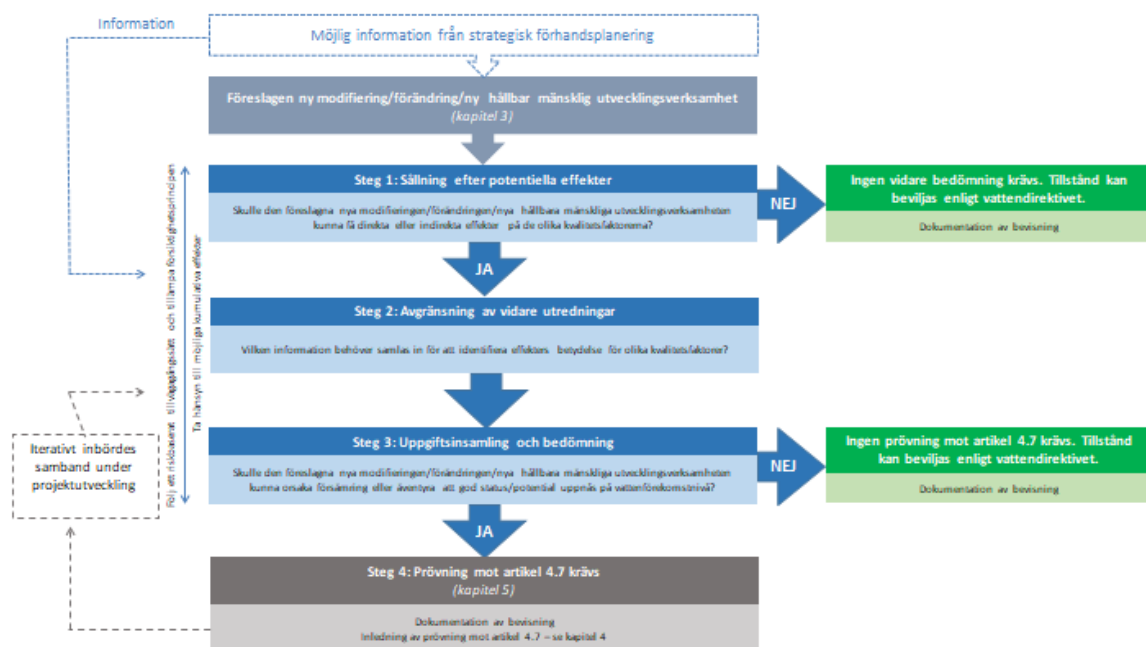 Information
Möjlig information från strategisk förhandsplanering
Föreslagen ny modifiering/förändring/ny hållbar mänsklig utvecklingsverksamhet
(kapitel 3)
Steg 1: Sållning efter potentiella effekter
Skulle den föreslagna nya modifieringen/förändringen/nya hållbara mänskliga utvecklingsverksamheten
kunna få direkta eller indirekta effekter på de olika kvalitetsfaktorerna?
NEJ
Ingen vidare bedömning krävs. Tillstånd kan
beviljas enligt vattendirektivet.
Dokumentation av bevisning
JA
Steg 2: Avgränsning av vidare utredningar
Vilken information behöver samlas in för att identifiera effekters betydelse för olika kvalitetsfaktorer?
Följ ett riskbaserat tillvägagångssätt och tillämpa försiktighetsprincipen
Ta hänsyn till möjliga kumulativa effekter
Steg 3: Uppgiftsinsamling och bedömning
Skulle den föreslagna nya modifieringen/förändringen/nya hållbara mänskliga utvecklingsverksamheten
kunna orsaka försämring eller äventyra att god status/potential uppnås på vattenförekomstnivå?
NEJ
Ingen prövning mot artikel 4.7 krävs. Tillstånd
kan beviljas enligt vattendirektivet.
Dokumentation av bevisning
Iterativt inbördes
samband under
projektutveckling
JA
Steg 4: Prövning mot artikel 4.7 krävs
(kapitel 5)
Dokumentation av bevisning
Inledning av prövning mot artikel 4.7 – se kapitel 4